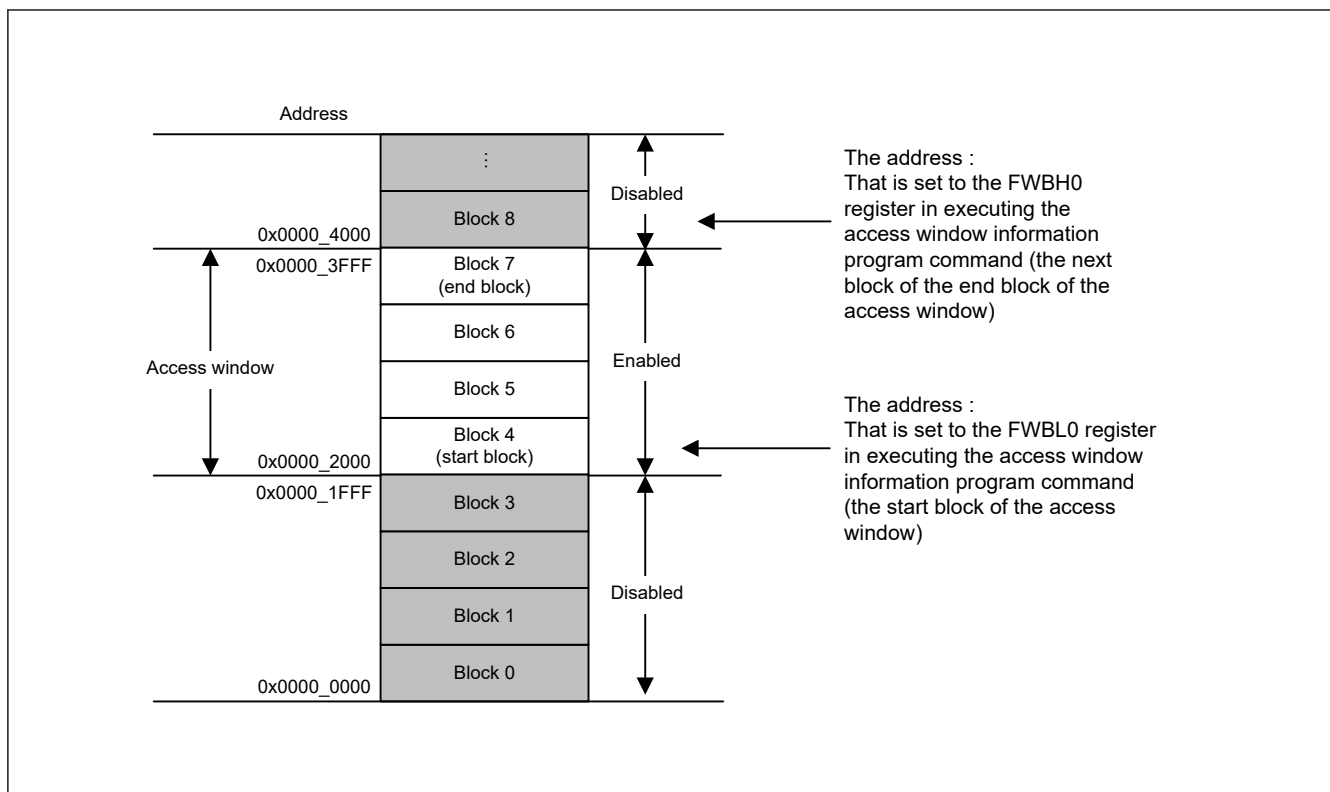 Address
⋮
Disabled
Block 8
0x0000_4000
0x0000_3FFF
Block 7
(end block)
Block 6
Access window
Enabled
Block 5
Block 4
(start block)
0x0000_2000
0x0000_1FFF
Block 3
Block 2
Disabled
Block 1
Block 0
0x0000_0000
The address :
That is set to the FWBH0
register in executing the
access window information
program command (the next
block of the end block of the
access window)
The address :
That is set to the FWBL0 register
in executing the access window
information program command
(the start block of the access
window)